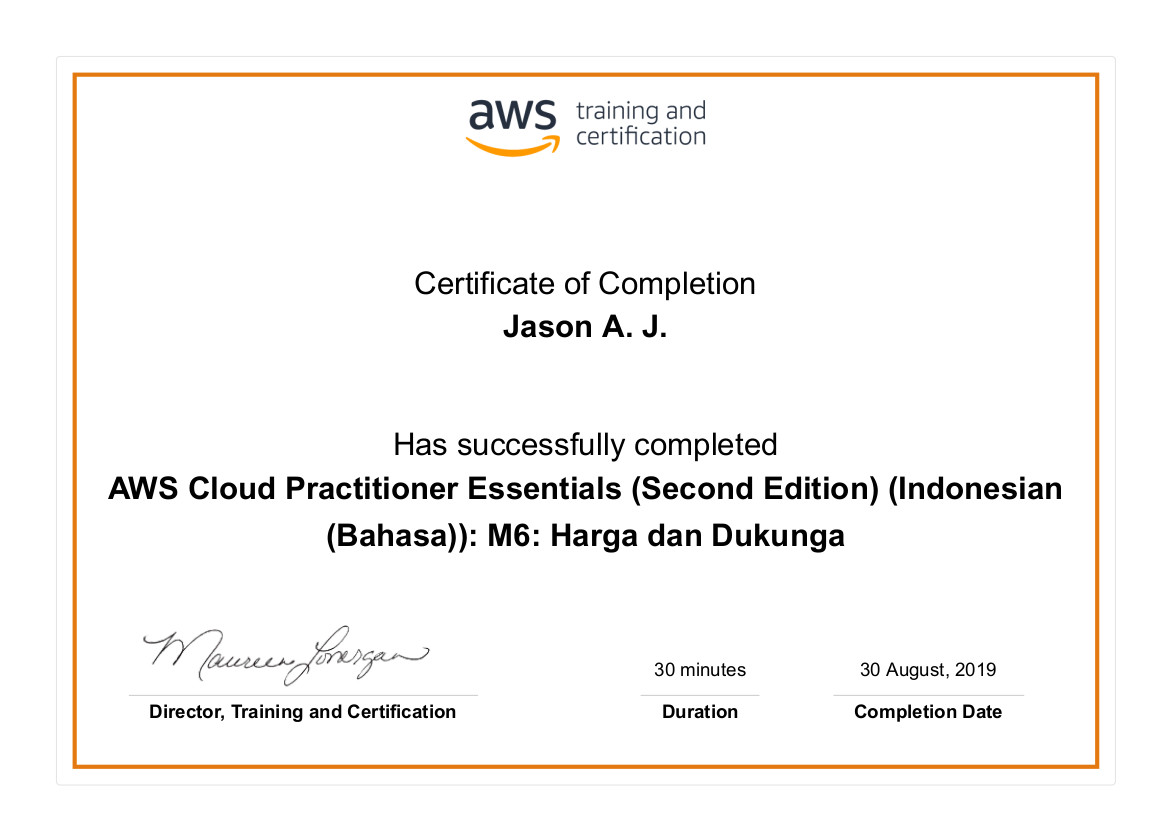 aws training and
certification
Certificate of Completion
Jason A. J.
Has successfully completed
AWS Cloud Practitioner Essentials (Second Edition) (Indonesian
(Bahasa)): M6: Harga dan Dukunga
Maureen Lonergan
30 minutes
30 August, 2019
Director, Training and Certification
Duration
Completion Date